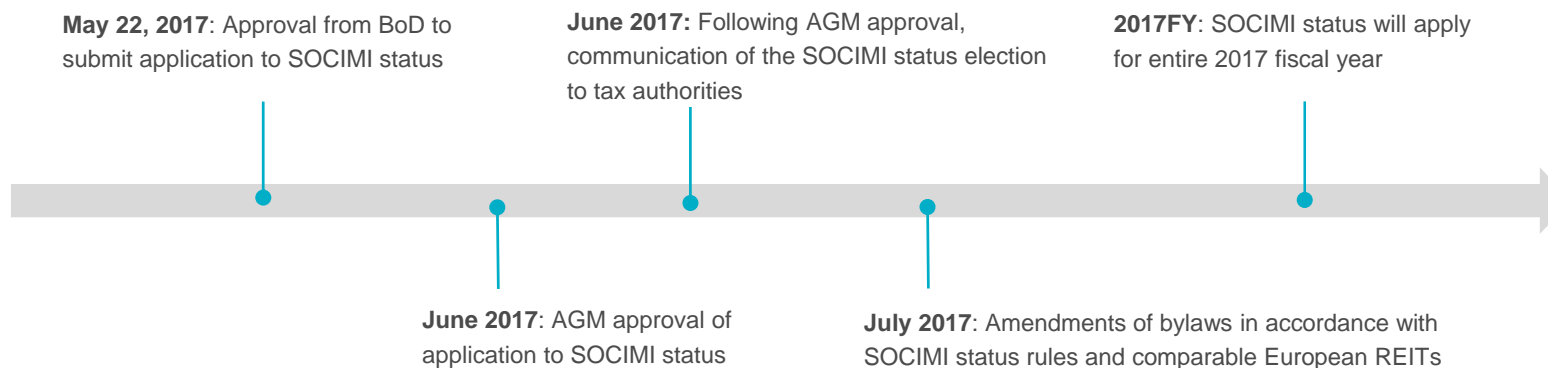 May 22, 2017: Approval from BoD to
submit application to SOCIMI status
June 2017: Following AGM approval,
communication of the SOCIMI status election
to tax authorities
2017FY: SOCIMI status will apply
for entire 2017 fiscal year
June 2017: AGM approval of
application to SOCIMI status
July 2017: Amendments of bylaws in accordance with
SOCIMI status rules and comparable European REITs